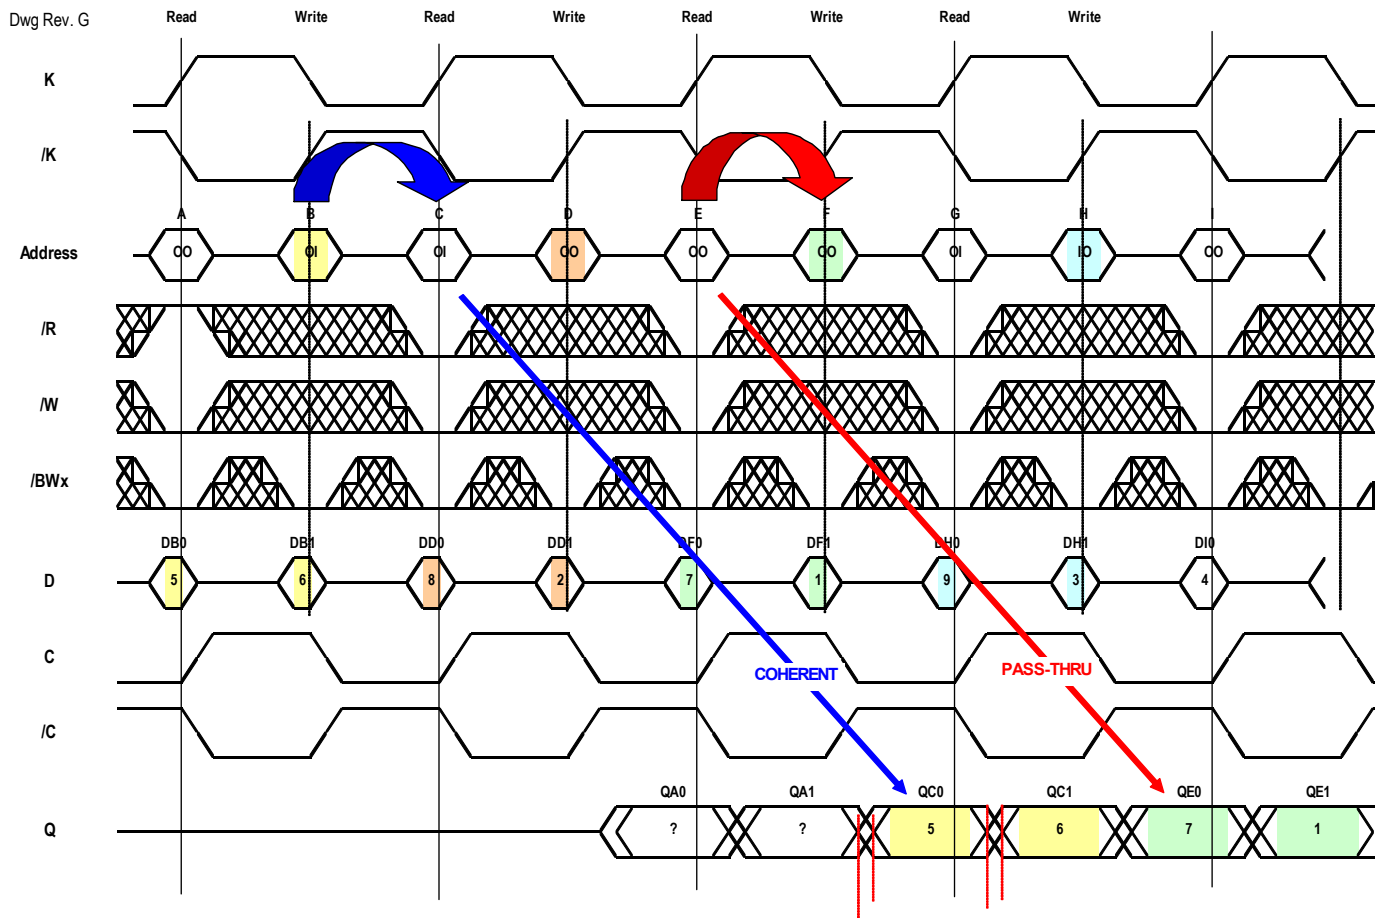 Dwg Rev. G
Read Write Read Write Read Write Read Write
K
/K
A B C D E F G H I
Address OO OI OI OO OO OO OI IO OO
/R
/W
/BWx
DB0 DB1 DD0 DD1 DF0 DF1 DH0 DH1 DI0
D 5 6 8 2 7 1 9 3 4
C
COHERENT PASS-THRU
/C
QA0 QA1 QC0 QC1 QE0 QE1
Q ? ? 5 6 7 1